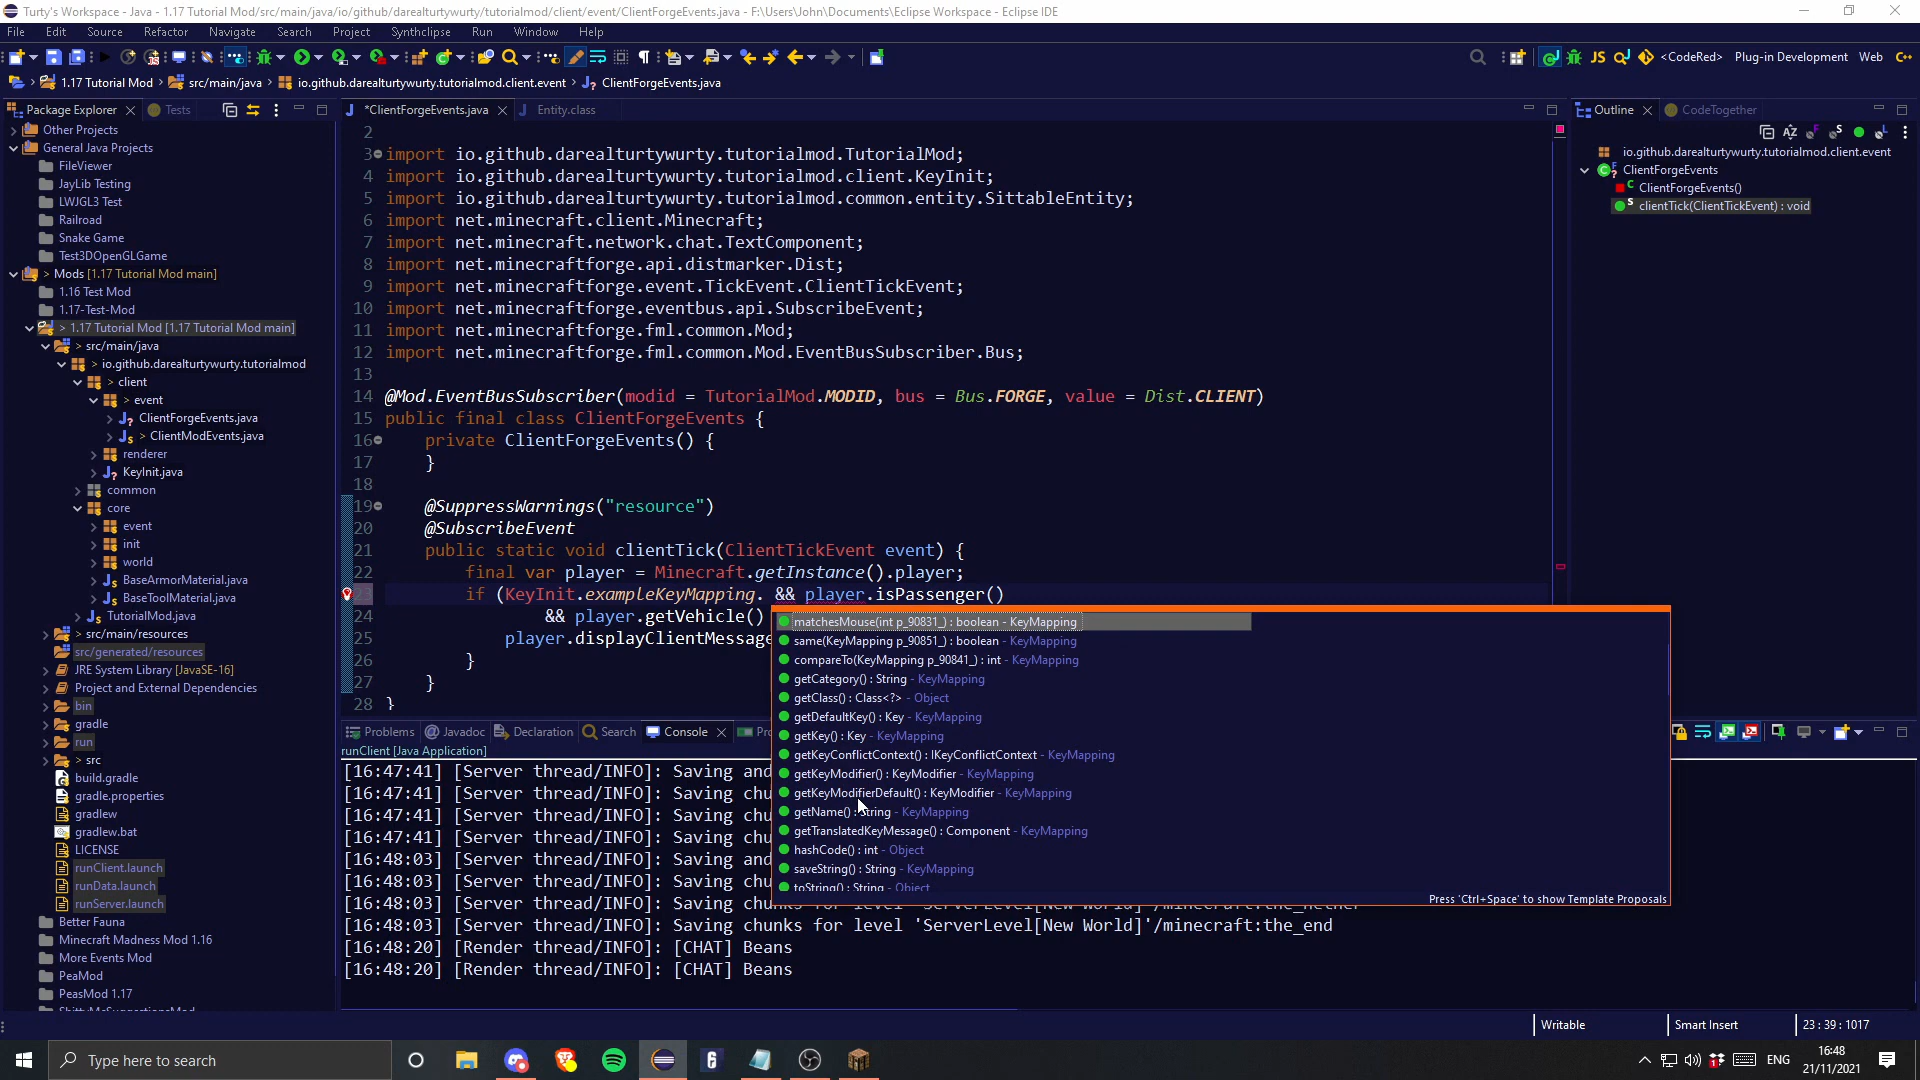 Turty's Workspace - Java - 1.17 Tutorial Mod/src/main/java/io/github/darealturtywurty/tutorialmod/client/event/ClientForgeEvents.java - F:\Users\John\Documents\Eclipse Workspace - Eclipse IDE
File Edit Source Refactor Navigate Search Project Synthclipse Run Window Help
<CodeRed> Plug-in Development Web
1.17 Tutorial Mod src/main/java io.github.darealturtywurty.tutorialmod.client.event ClientForgeEvents.java
Package Explorer Tests
Other Projects
General Java Projects
FileViewer
JayLib Testing
LWJGL3 Test
Railroad
Snake Game
Test3DOpenGLGame
> Mods [1.17 Tutorial Mod main]
1.16 Test Mod
1.17-Test-Mod
> 1.17 Tutorial Mod [1.17 Tutorial Mod main]
> src/main/java
> io.github.darealturtywurty.tutorialmod
> client
> event
ClientForgeEvents.java
> ClientModEvents.java
renderer
KeyInit.java
common
core
event
init
world
BaseArmorMaterial.java
BaseToolMaterial.java
TutorialMod.java
> src/main/resources
src/generated/resources
JRE System Library [JavaSE-16]
Project and External Dependencies
bin
gradle
run
> src
build.gradle
gradle.properties
gradlew
gradlew.bat
LICENSE
runClient.launch
runData.launch
runServer.launch
Better Fauna
Minecraft Madness Mod 1.16
More Events Mod
PeaMod
PeasMod 1.17
*ClientForgeEvents.java Entity.class
2
3 import io.github.darealturtywurty.tutorialmod.TutorialMod;
4 import io.github.darealturtywurty.tutorialmod.client.KeyInit;
5 import io.github.darealturtywurty.tutorialmod.common.entity.SittableEntity;
6 import net.minecraft.client.Minecraft;
7 import net.minecraft.network.chat.TextComponent;
8 import net.minecraftforge.api.distmarker.Dist;
9 import net.minecraftforge.event.TickEvent.ClientTickEvent;
10 import net.minecraftforge.eventbus.api.SubscribeEvent;
11 import net.minecraftforge.fml.common.Mod;
12 import net.minecraftforge.fml.common.Mod.EventBusSubscriber.Bus;
13
14 @Mod.EventBusSubscriber(modid = TutorialMod.MODID, bus = Bus.FORGE, value = Dist.CLIENT)
15 public final class ClientForgeEvents {
16 private ClientForgeEvents() {
17 }
18
19 @SuppressWarnings("resource")
20 @SubscribeEvent
21 public static void clientTick(ClientTickEvent event) {
22 final var player = Minecraft.getInstance().player;
23 if (KeyInit.exampleKeyMapping. && player.isPassenger()
24 && player.getVehicle()
25 player.displayClientMessage
26 }
27 }
28 }
matchesMouse(int p_90831_) : boolean - KeyMapping
same(KeyMapping p_90851_) : boolean - KeyMapping
compareTo(KeyMapping p_90841_) : int - KeyMapping
getCategory() : String - KeyMapping
getClass() : Class<?> - Object
getDefaultKey() : Key - KeyMapping
getKey() : Key - KeyMapping
getKeyConflictContext() : IKeyConflictContext - KeyMapping
getKeyModifier() : KeyModifier - KeyMapping
getKeyModifierDefault() : KeyModifier - KeyMapping
getName() : String - KeyMapping
getTranslatedKeyMessage() : Component - KeyMapping
hashCode() : int - Object
saveString() : String - KeyMapping
toString() : String - Object
Press 'Ctrl+Space' to show Template Proposals
Problems Javadoc Declaration Search Console
runClient [Java Application]
[16:47:41] [Server thread/INFO]: Saving and
[16:47:41] [Server thread/INFO]: Saving chu
[16:47:41] [Server thread/INFO]: Saving chu
[16:47:41] [Server thread/INFO]: Saving chu
[16:48:03] [Server thread/INFO]: Saving and
[16:48:03] [Server thread/INFO]: Saving chu
[16:48:03] [Server thread/INFO]: Saving chunks for level 'ServerLevel[New World]'/minecraft:the_nether
[16:48:03] [Server thread/INFO]: Saving chunks for level 'ServerLevel[New World]'/minecraft:the_end
[16:48:20] [Render thread/INFO]: [CHAT] Beans
[16:48:20] [Render thread/INFO]: [CHAT] Beans
Outline CodeTogether
io.github.darealturtywurty.tutorialmod.client.event
ClientForgeEvents
ClientForgeEvents()
clientTick(ClientTickEvent) : void
Writable Smart Insert 23 : 39 : 1017
Type here to search
ENG
16:48
21/11/2021